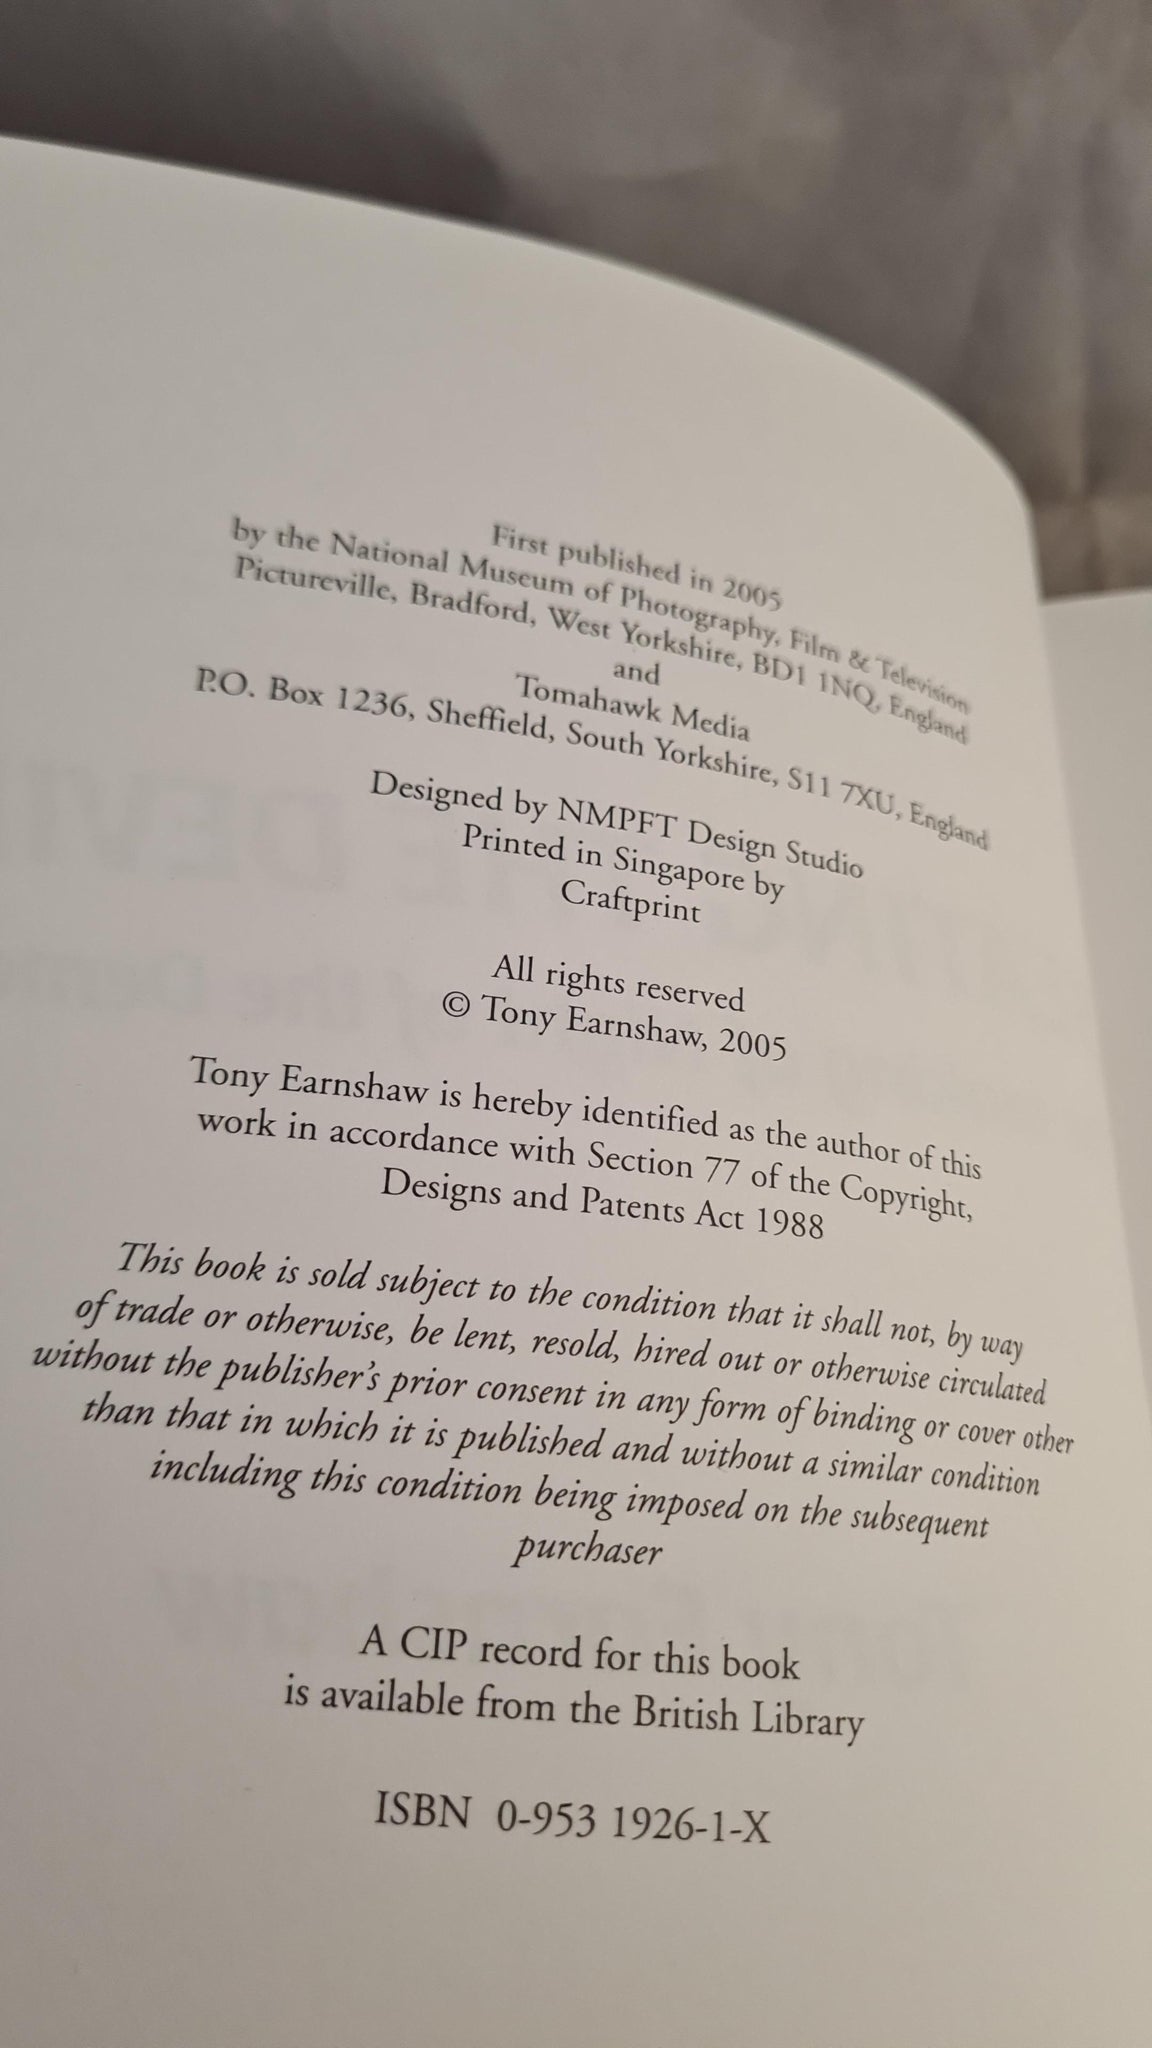 First published in 2005
by the National Museum of Photography, Film & Television
Pictureville, Bradford, West Yorkshire, BD1 1NQ, England
and
Tomahawk Media
P.O. Box 1236, Sheffield, South Yorkshire, S11 7XU, England
Designed by NMPFT Design Studio
Printed in Singapore by
Craftprint
All rights reserved
© Tony Earnshaw, 2005
Tony Earnshaw is hereby identified as the author of this
work in accordance with Section 77 of the Copyright,
Designs and Patents Act 1988
This book is sold subject to the condition that it shall not, by way
of trade or otherwise, be lent, resold, hired out or otherwise circulated
without the publisher's prior consent in any form of binding or cover other
than that in which it is published and without a similar condition
including this condition being imposed on the subsequent
purchaser
A CIP record for this book
is available from the British Library
ISBN 0-953 1926-1-X